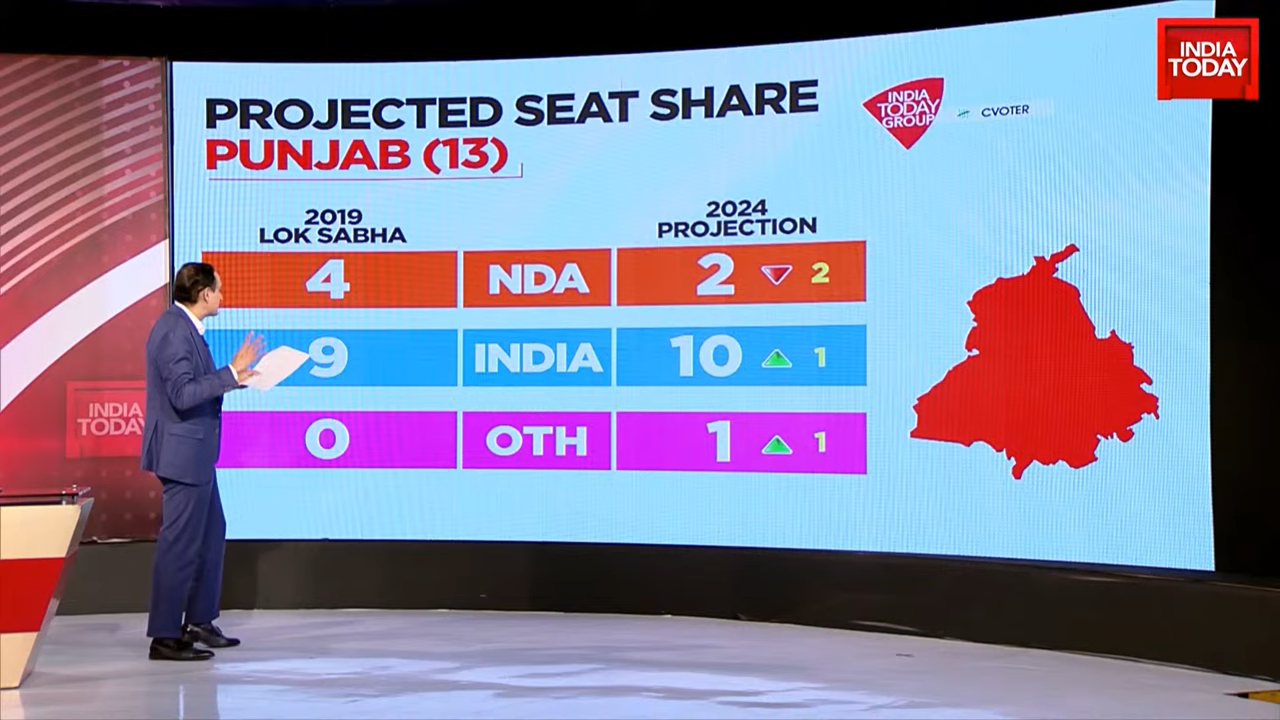 INDIA
TODAY
PROJECTED SEAT SHARE
PUNJAB (13)
INDIA
TODAY
GROUP
CVOTER
2019
LOK SABHA
2024
PROJECTION
4 NDA 2 2
9 INDIA 10 1
0 OTH 1 1
INDIA
TODAY